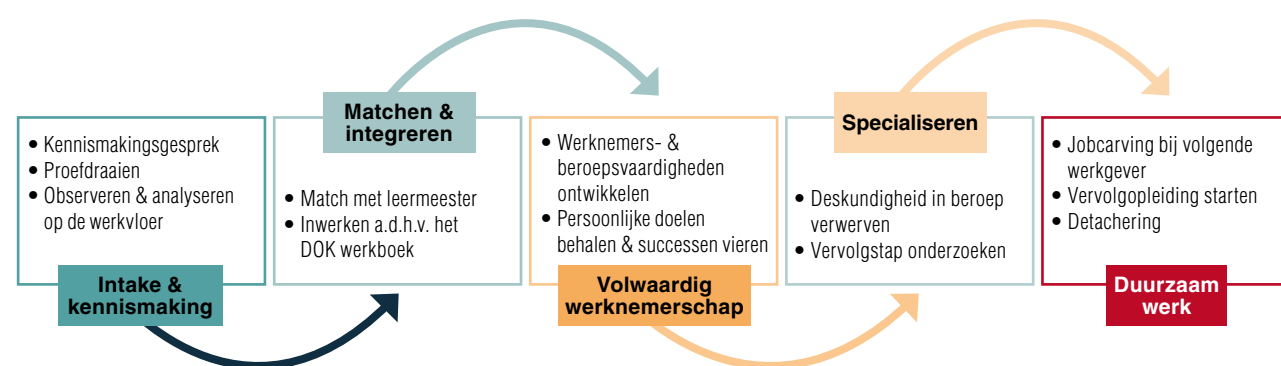 • Kennismakingsgesprek
• Proefdraaien
• Observeren & analyseren
op de werkvloer
Intake &
kennismaking
Matchen &
integreren
• Match met leermeester
• Inwerken a.d.h.v. het
DOK werkboek
• Werknemers- &
beroepsvaardigheden
ontwikkelen
• Persoonlijke doelen
behalen & successen vieren
Volwaardig
werknemerschap
Specialiseren
• Deskundigheid in beroep
verwerven
• Vervolgstap onderzoeken
• Jobcarving bij volgende
werkgever
• Vervolgopleiding starten
• Detachering
Duurzaam
werk